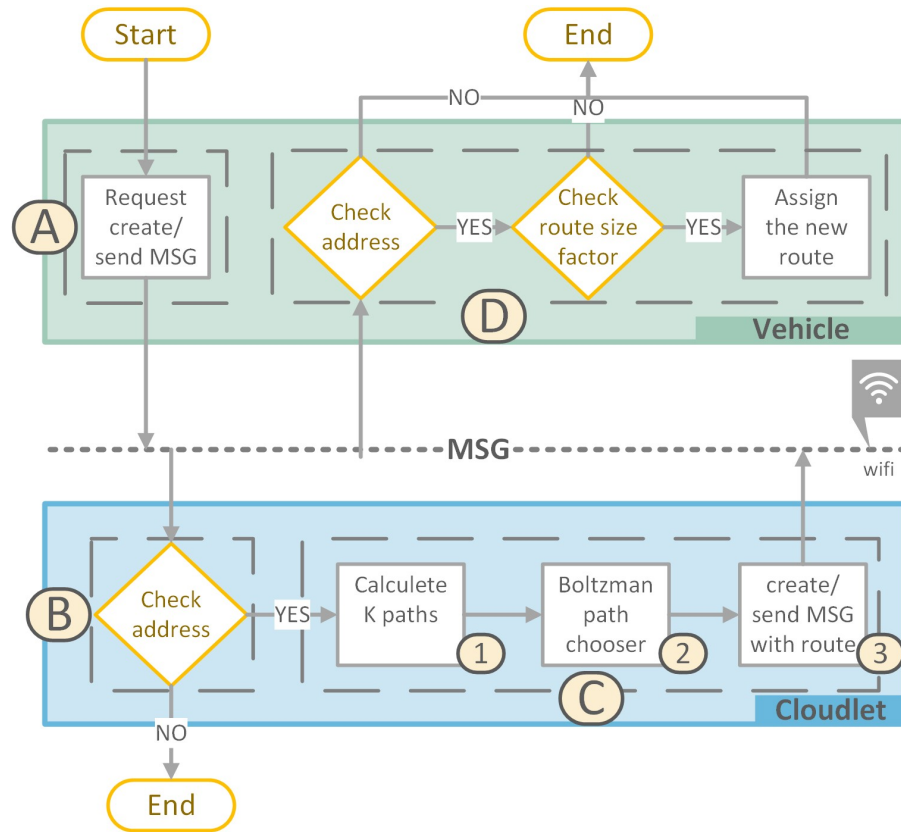 Start
End
NO
NO
A
Request
create/
send MSG
Check
address
YES
Check
route size
factor
YES
Assign
the new
route
D
Vehicle
MSG
wifi
B
Check
address
YES
Calculete
K paths
1
Boltzman
path
chooser
2
create/
send MSG
with route
3
C
Cloudlet
NO
End